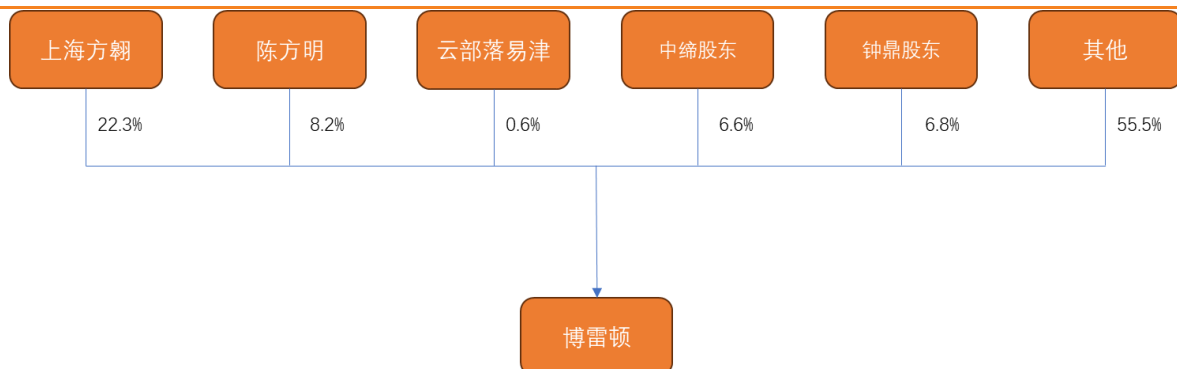 上海方翱
陈方明
云部落易津
中缔股东
钟鼎股东
其他
22.3%
8.2%
0.6%
6.6%
6.8%
55.5%
博雷顿